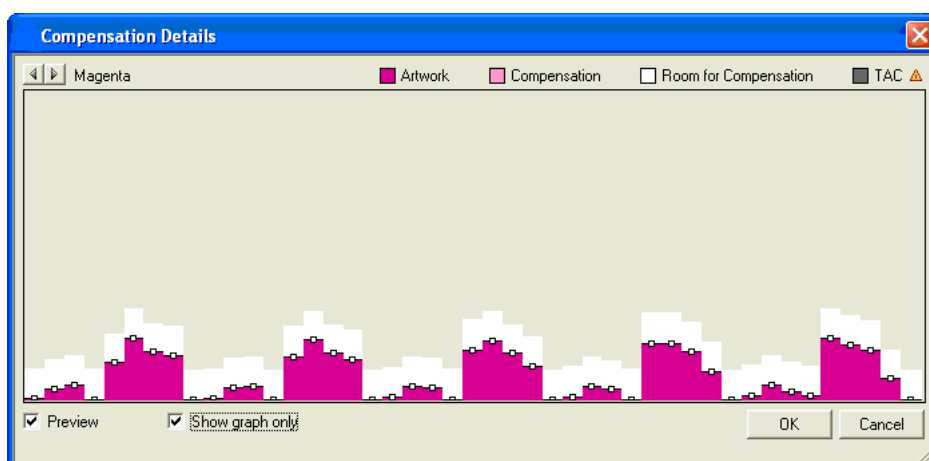 Compensation Details
Magenta Artwork Compensation Room for Compensation TAC
Preview Show graph only OK Cancel